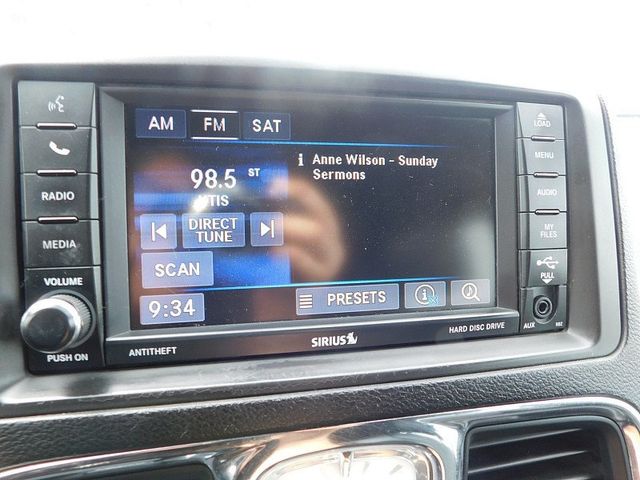 AM FM SAT
98.5 ST
i Anne Wilson - Sunday
Sermons
DIRECT
TUNE
SCAN
9:34
PRESETS
RADIO
MEDIA
VOLUME
PUSH ON
ANTITHEFT
SIRIUS
HARD DISC DRIVE
LOAD
MENU
AUDIO
MY
FILES
PULL
AUX